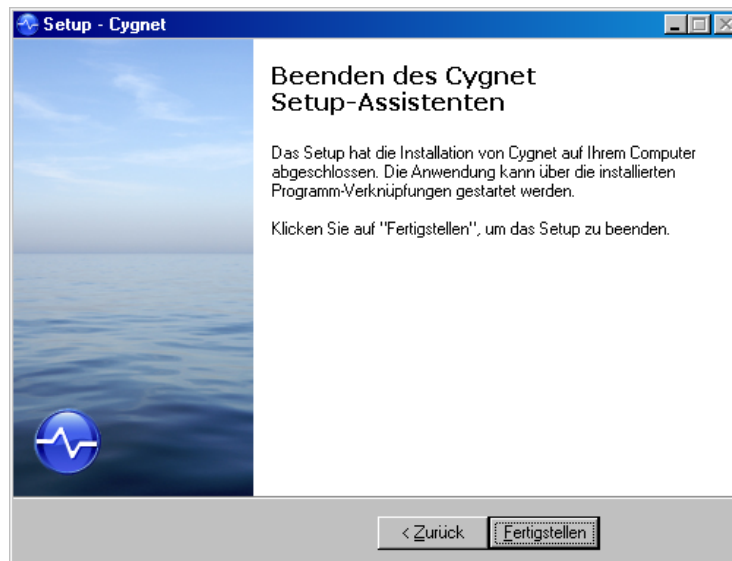 Setup - Cygnet
Beenden des Cygnet
Setup-Assistenten
Das Setup hat die Installation von Cygnet auf Ihrem Computer
abgeschlossen. Die Anwendung kann über die installierten
Programm-Verknüpfungen gestartet werden.
Klicken Sie auf "Fertigstellen", um das Setup zu beenden.
< Zurück
Fertigstellen